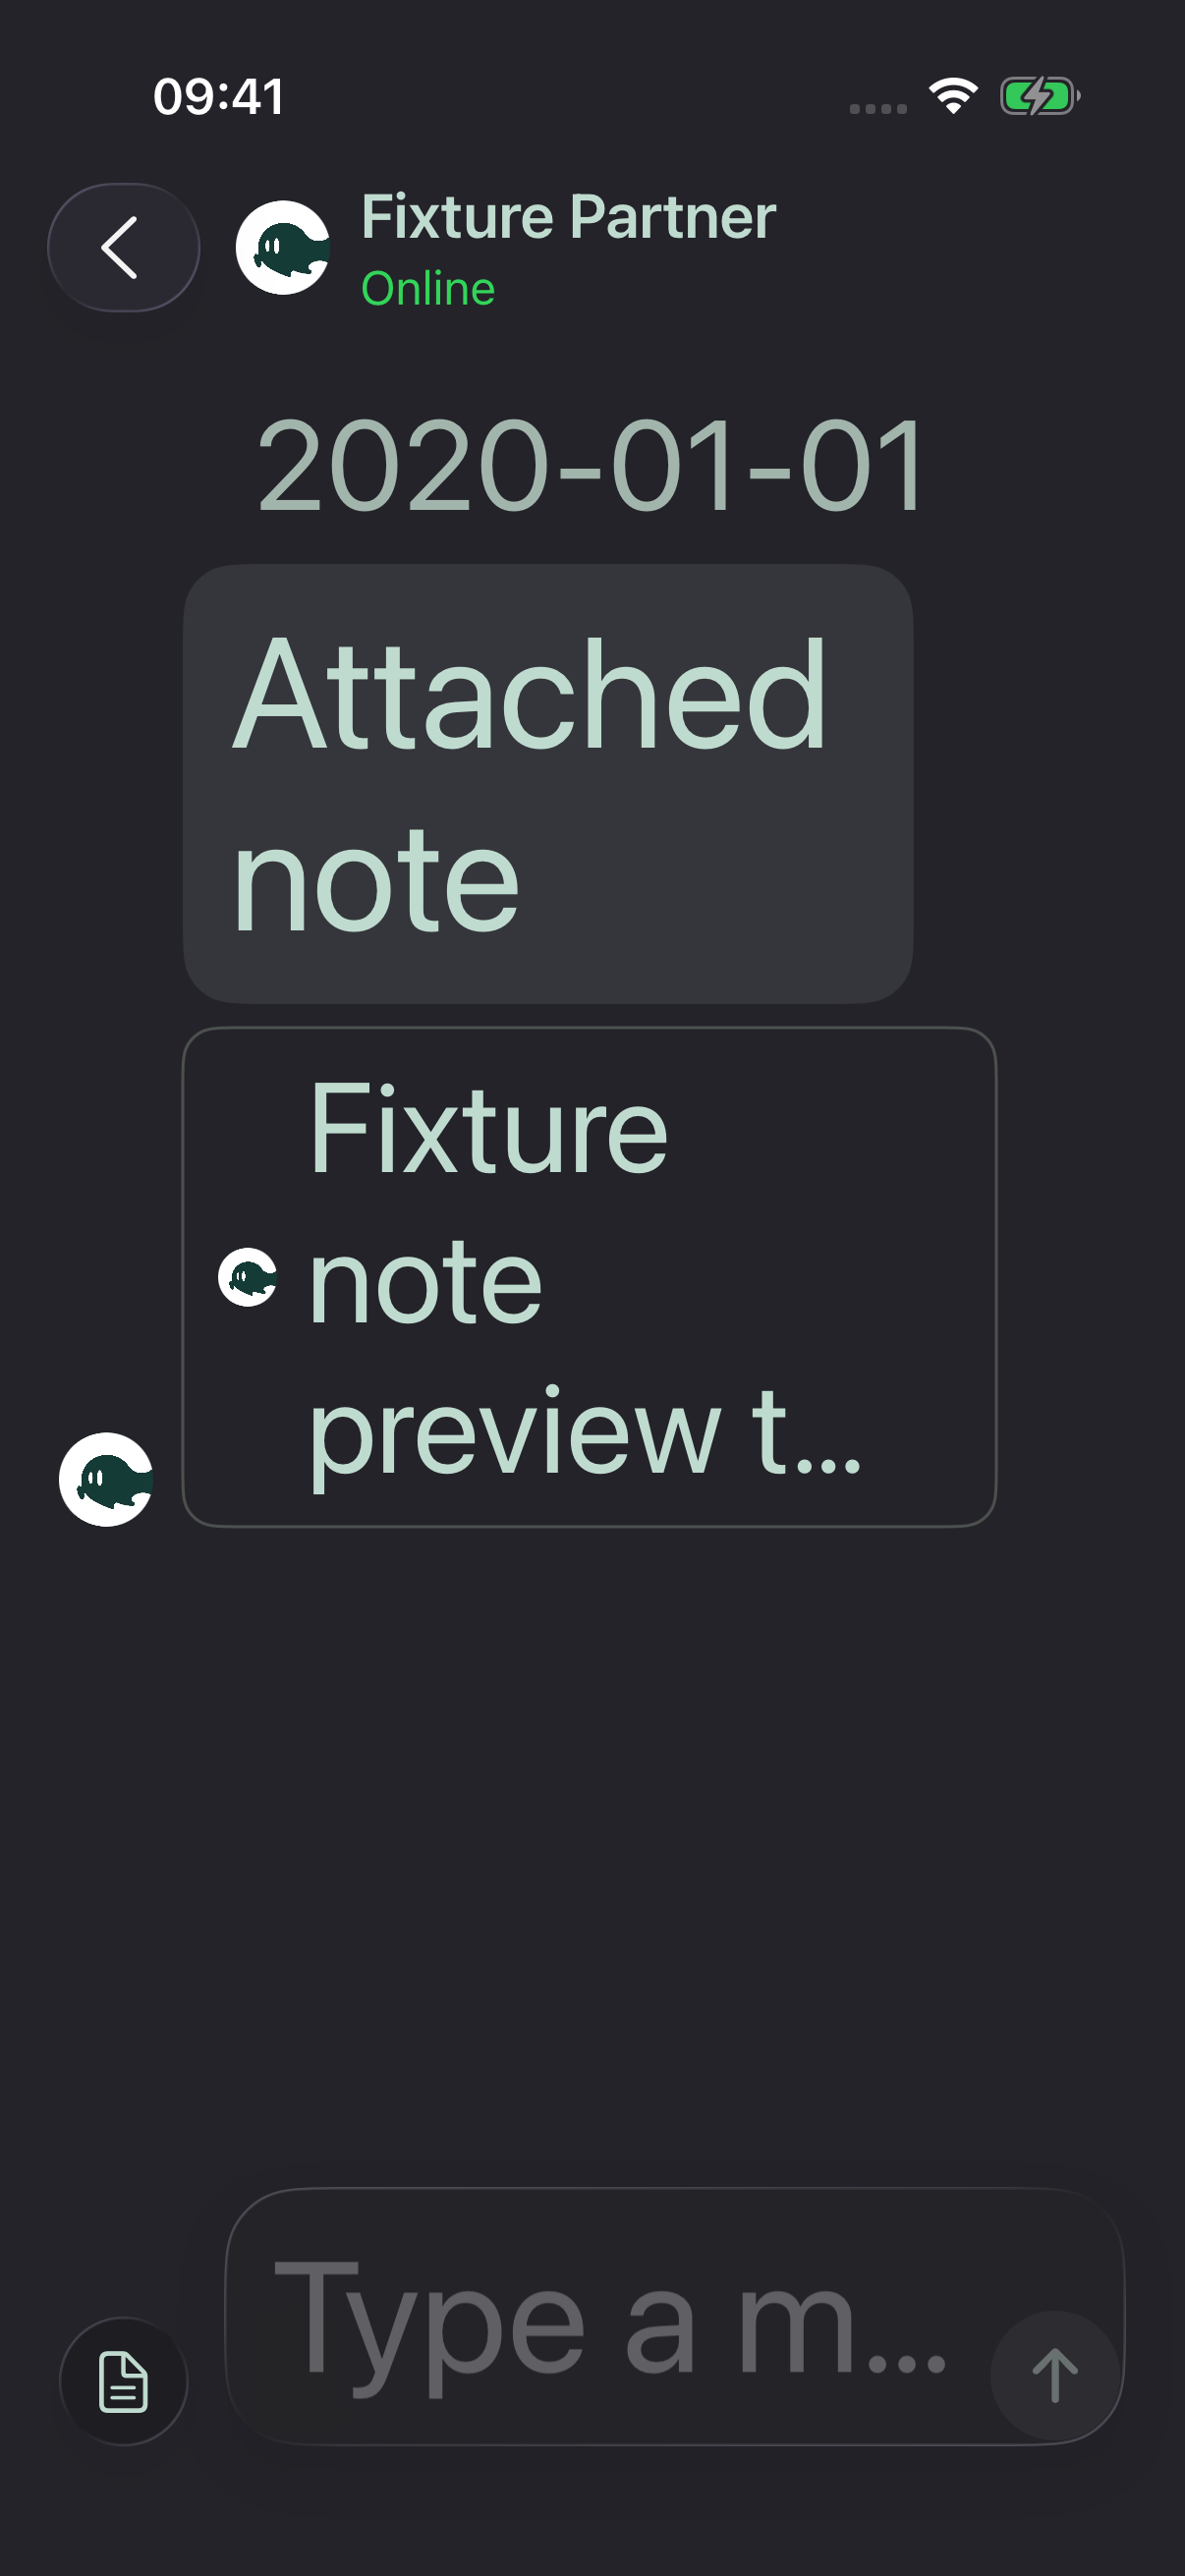 09:41
Fixture Partner
Online
2020-01-01
Attached
note
Fixture
note
preview t...
Type a m...